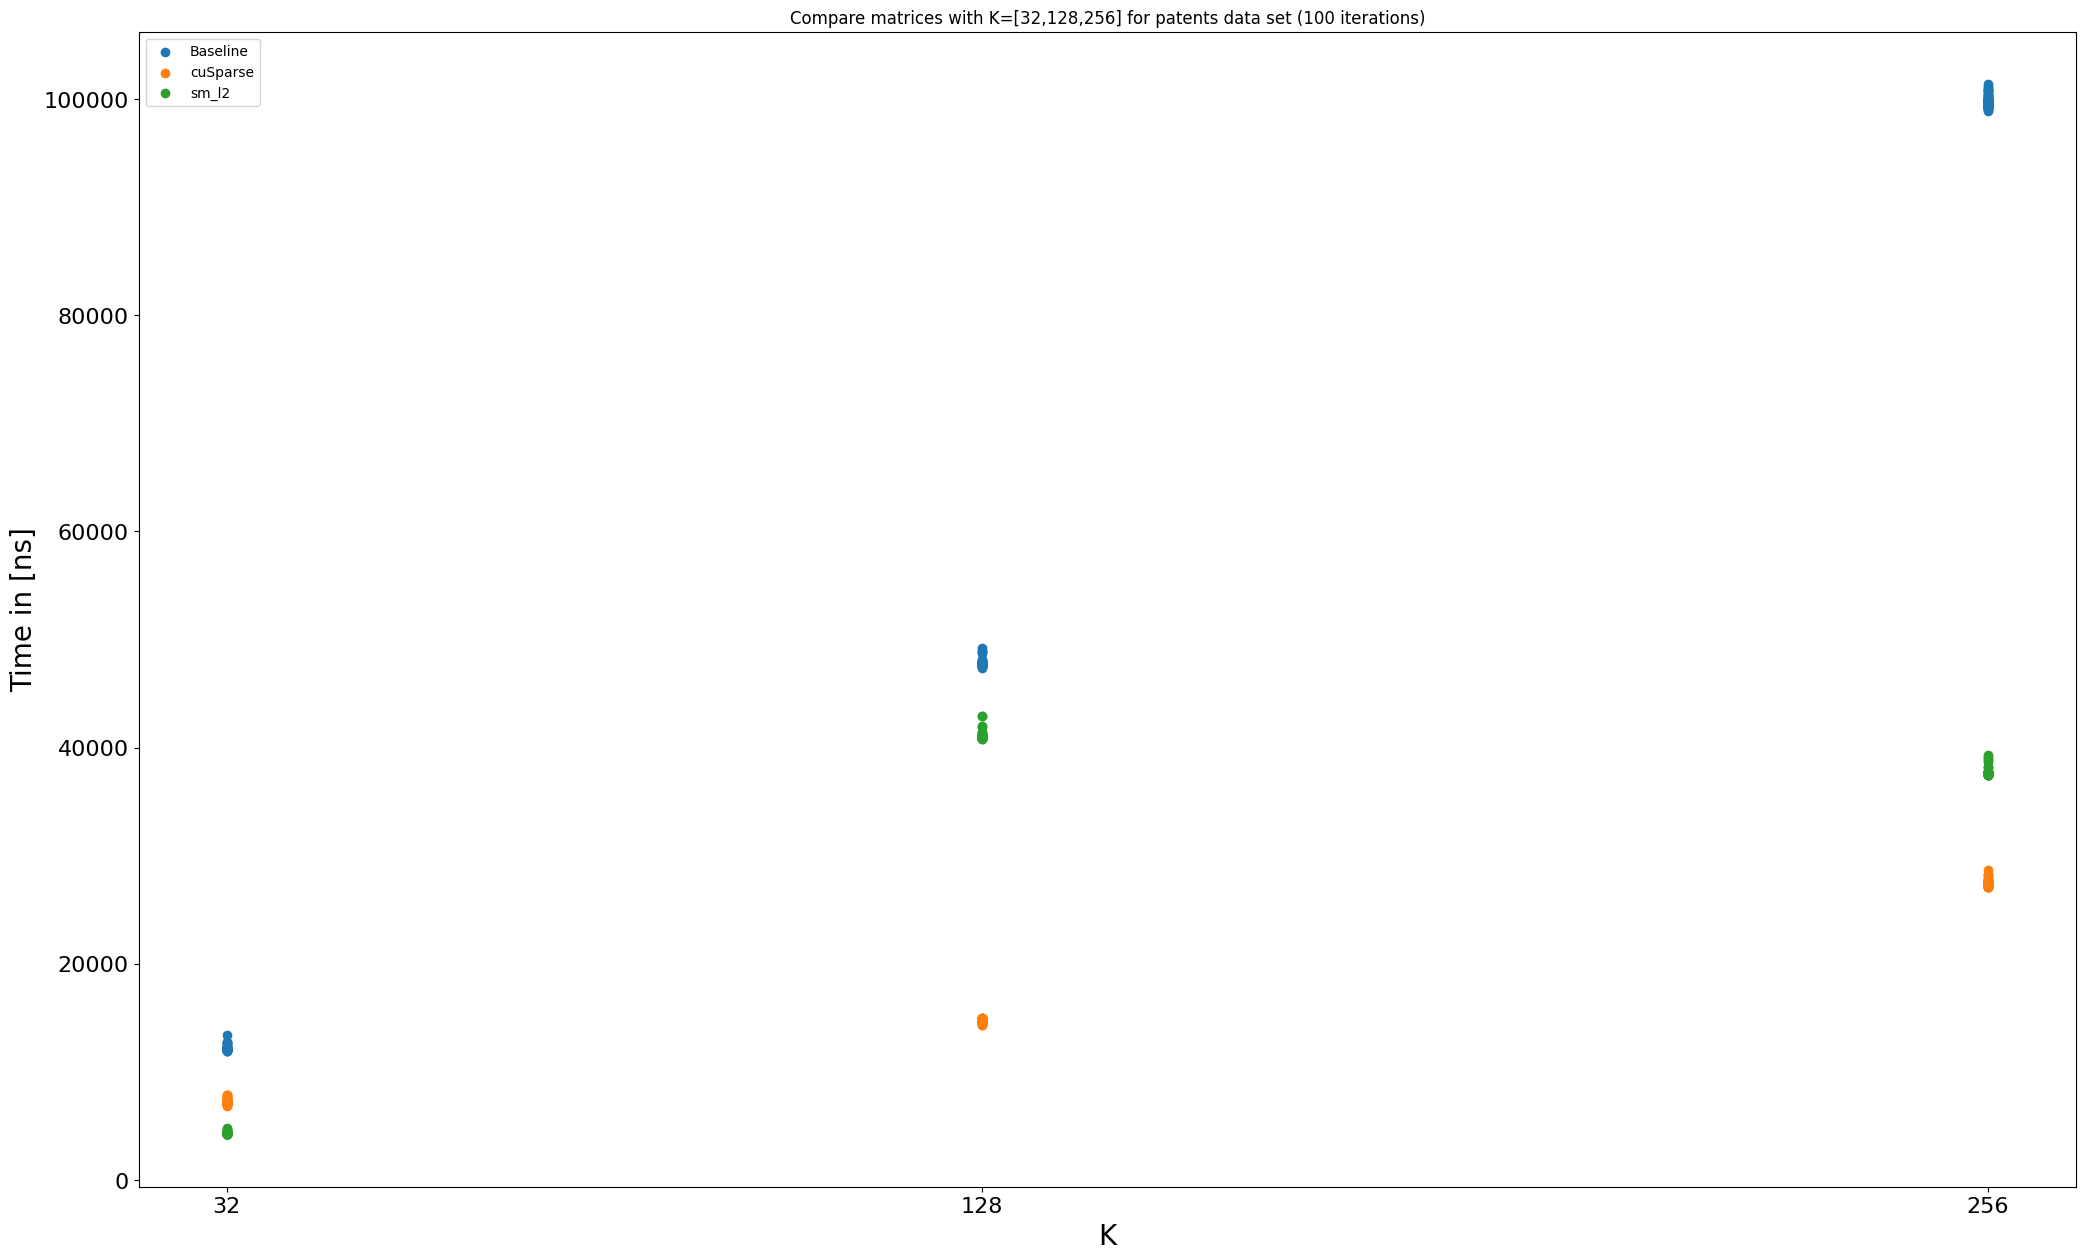 Compare matrices with K=[32,128,256] for patents data set (100 iterations)
Baseline
cuSparse
sm_l2
Time in [ns]
100000
80000
60000
40000
20000
0
32
128
256
K